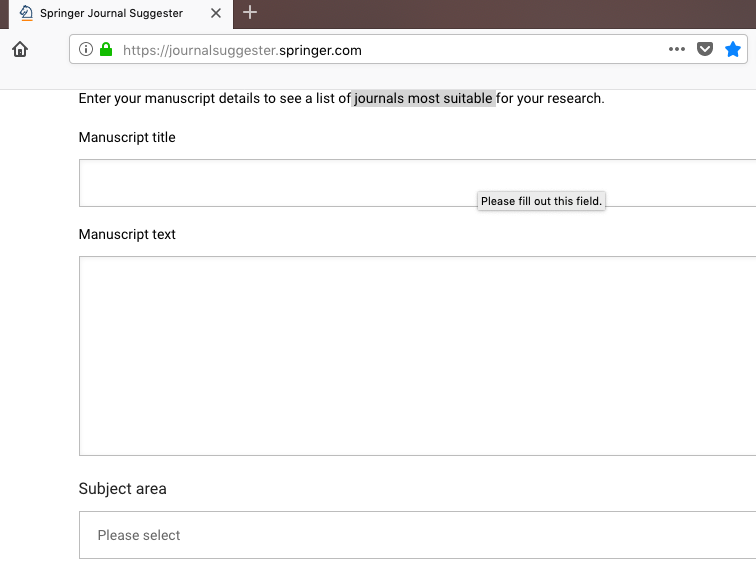 Springer Journal Suggester
https://journalsuggester.springer.com
Enter your manuscript details to see a list of journals most suitable for your research.
Manuscript title
Please fill out this field.
Manuscript text
Subject area
Please select